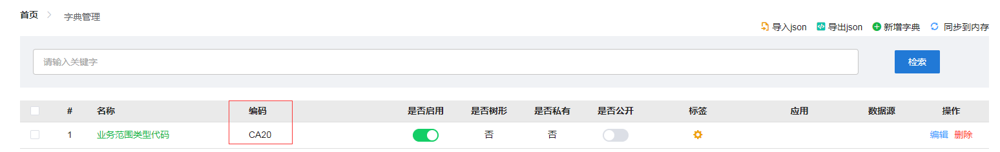 首页 字典管理
导入json 导出json 新增字典 同步到内存
请输入关键字 检索
# 名称 编码 是否启用 是否树形 是否私有 是否公开 标签 应用 数据源 操作
1 业务范围类型代码 CA20 否 否 编辑 删除